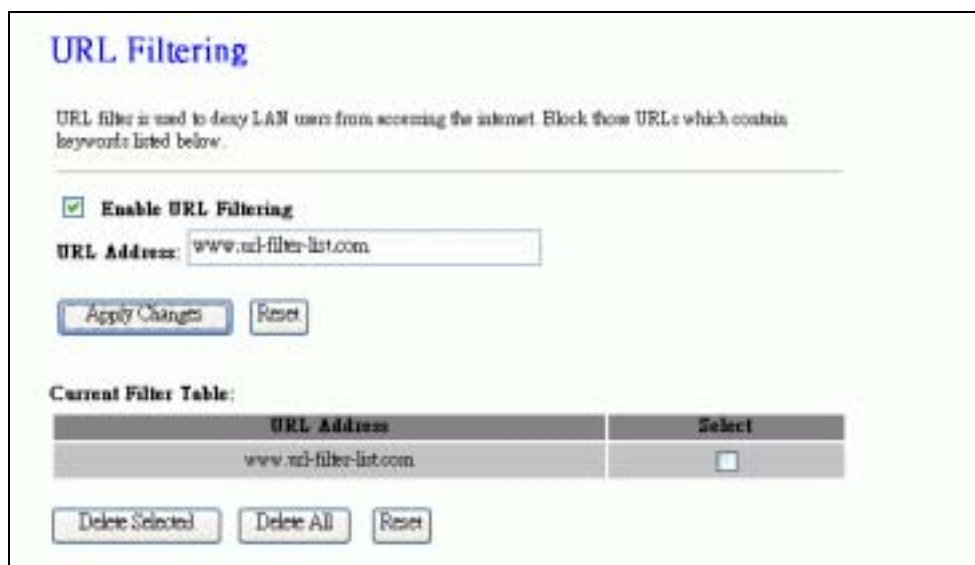 URL Filtering
URL filter is used to deny LAN users from accessing the internet. Block those URLs which contain
keywords listed below.
Enable URL Filtering
URL Address: www.url-filter-list.com
Apply Changes Reset
Current Filter Table:
URL Address Select
www.url-filter-list.com
Delete Selected Delete All Reset